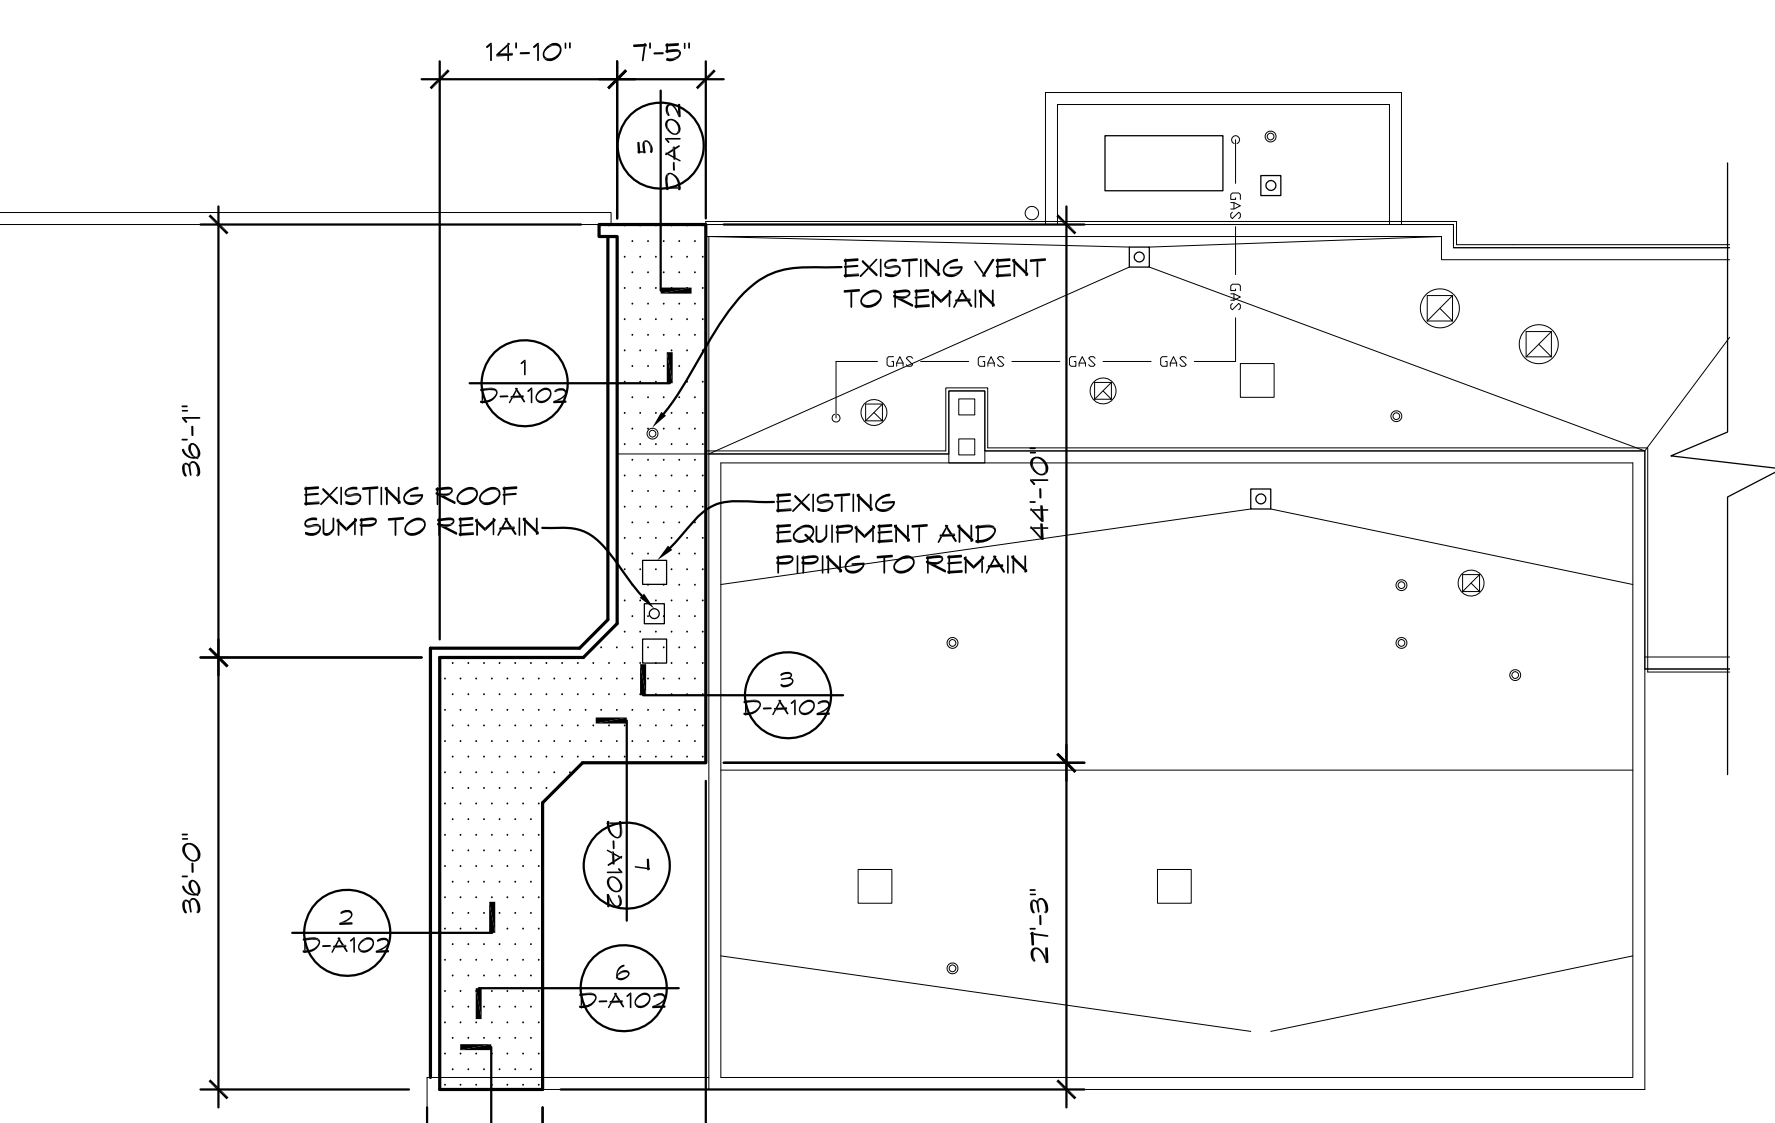 14'-10"
7'-5"
5
D-A102
GAS
EXISTING VENT
TO REMAIN
GAS
1
D-A102
GAS
GAS
GAS
GAS
36'-1"
44'-10"
EXISTING ROOF
SUMP TO REMAIN
EXISTING
EQUIPMENT AND
PIPING TO REMAIN
3
D-A102
7
D-A102
36'-0"
27'-3"
2
D-A102
6
D-A102